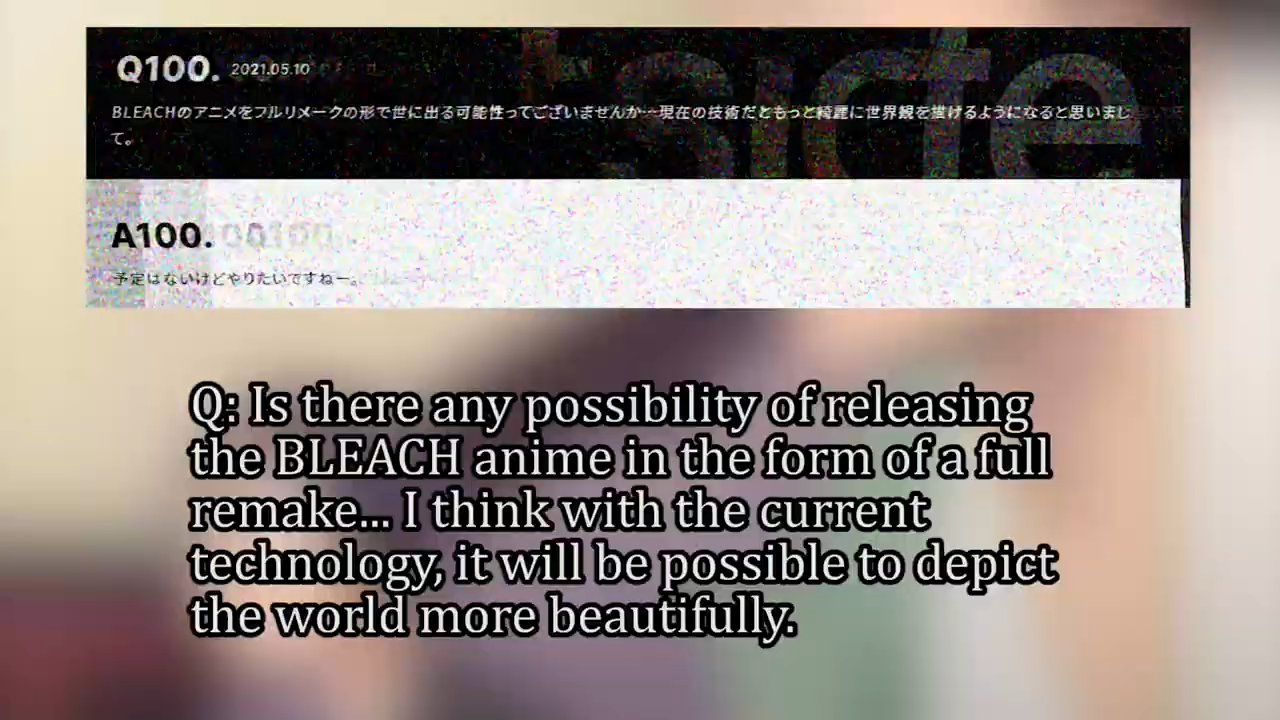 Q100. 2021.05.10
BLEACHのアニメをフルリメークの形で世に出る可能性ってございませんか…現在の技術だともっと綺麗に世界観を描けるようになると思いまし
て。
A100.
予定はないけどやりたいですねー。
Q: Is there any possibility of releasing
the BLEACH anime in the form of a full
remake... I think with the current
technology, it will be possible to depict
the world more beautifully.